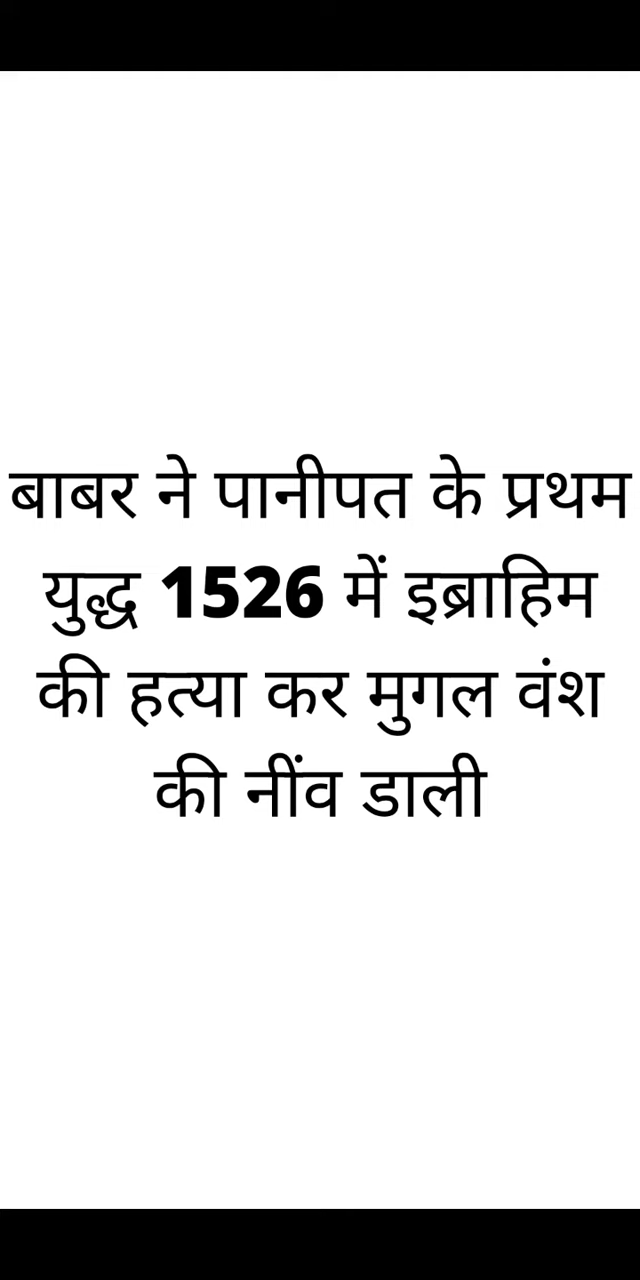 बाबर ने पानीपत के प्रथम
युद्ध 1526 में इब्राहिम
की हत्या कर मुगल वंश
की नींव डाली